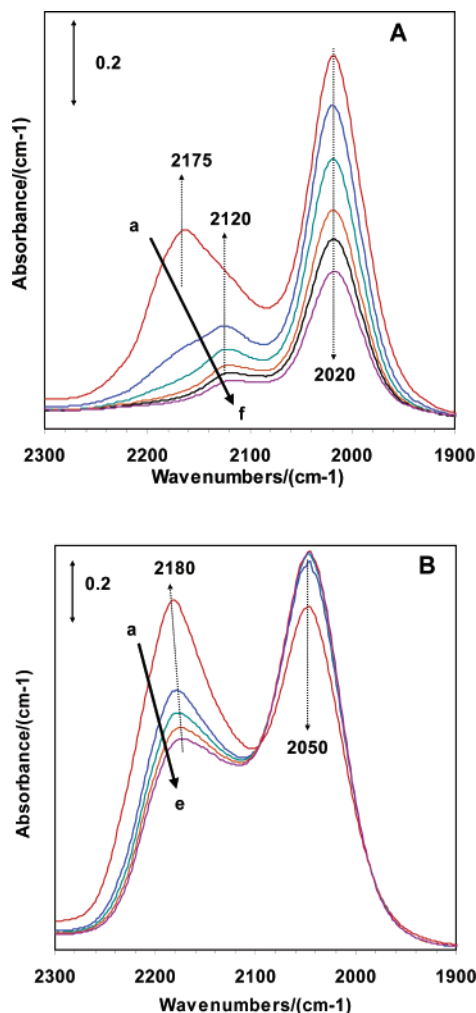 A
0.2
2175
a
2120
2020
f
Absorbance/(cm-1)
2300 2200 2100 2000 1900
Wavenumbers/(cm-1)
B
0.2
2180
a
2050
e
Absorbance/(cm-1)
2300 2200 2100 2000 1900
Wavenumbers/(cm-1)